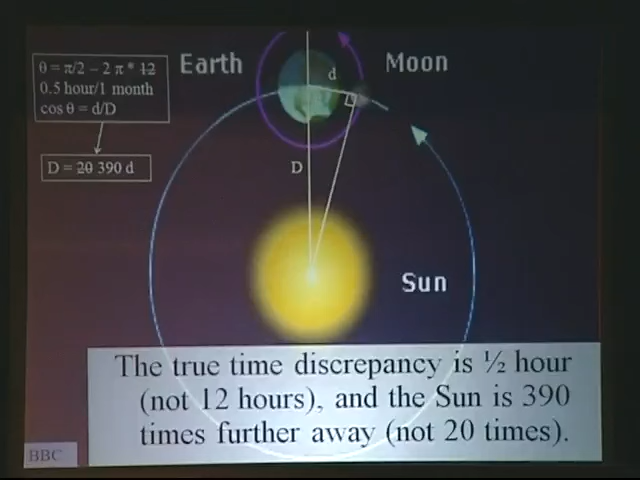 θ = π/2 – 2 π * 12
0.5 hour/1 month
cos θ = d/D
D = 20 390 d
Earth
Moon
d
D
Sun
The true time discrepancy is ½ hour
(not 12 hours), and the Sun is 390
times further away (not 20 times).
BBC